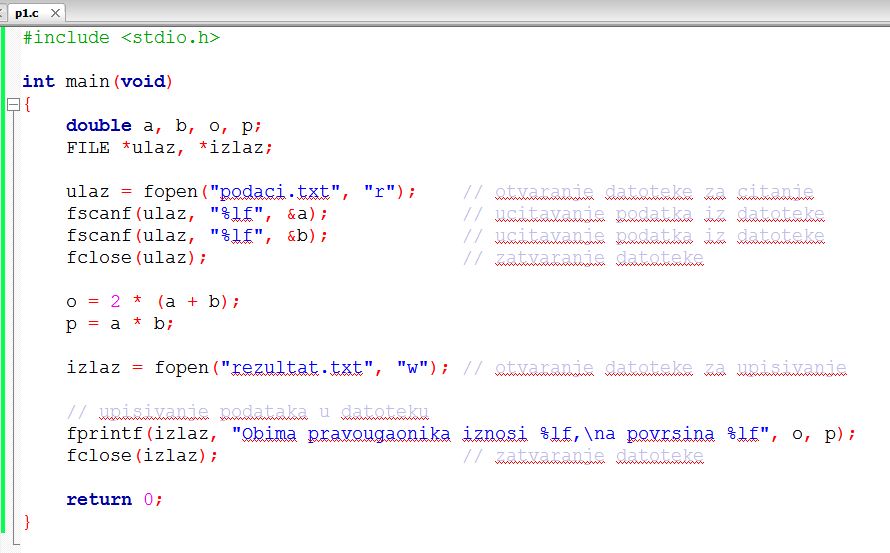 p1.c
#include <stdio.h>
int main(void)
{
double a, b, o, p;
FILE *ulaz, *izlaz;
ulaz = fopen("podaci.txt", "r"); // otvaranje datoteke za citanje
fscanf(ulaz, "%lf", &a); // ucitavanje podatka iz datoteke
fscanf(ulaz, "%lf", &b); // ucitavanje podatka iz datoteke
fclose(ulaz); // zatvaranje datoteke
o = 2 * (a + b);
p = a * b;
izlaz = fopen("rezultat.txt", "w"); // otvaranje datoteke za upisivanje
// upisivanje podataka u datoteku
fprintf(izlaz, "Obima pravougaonika iznosi %lf,\na povrsina %lf", o, p);
fclose(izlaz); // zatvaranje datoteke
return 0;
}